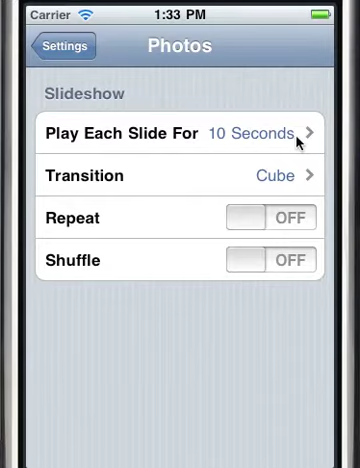 Carrier 1:33 PM
Settings Photos
Slideshow
Play Each Slide For 10 Seconds
Transition Cube
Repeat OFF
Shuffle OFF